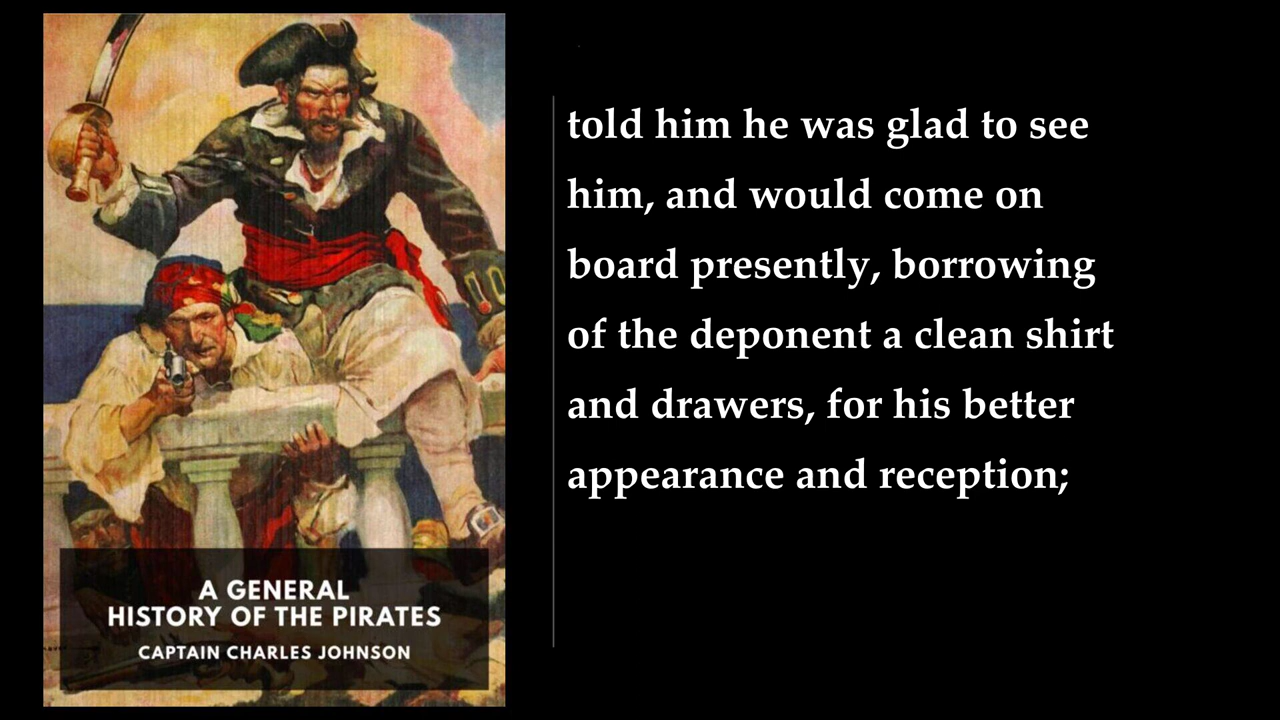 A GENERAL
HISTORY OF THE PIRATES
CAPTAIN CHARLES JOHNSON
told him he was glad to see
him, and would come on
board presently, borrowing
of the deponent a clean shirt
and drawers, for his better
appearance and reception;